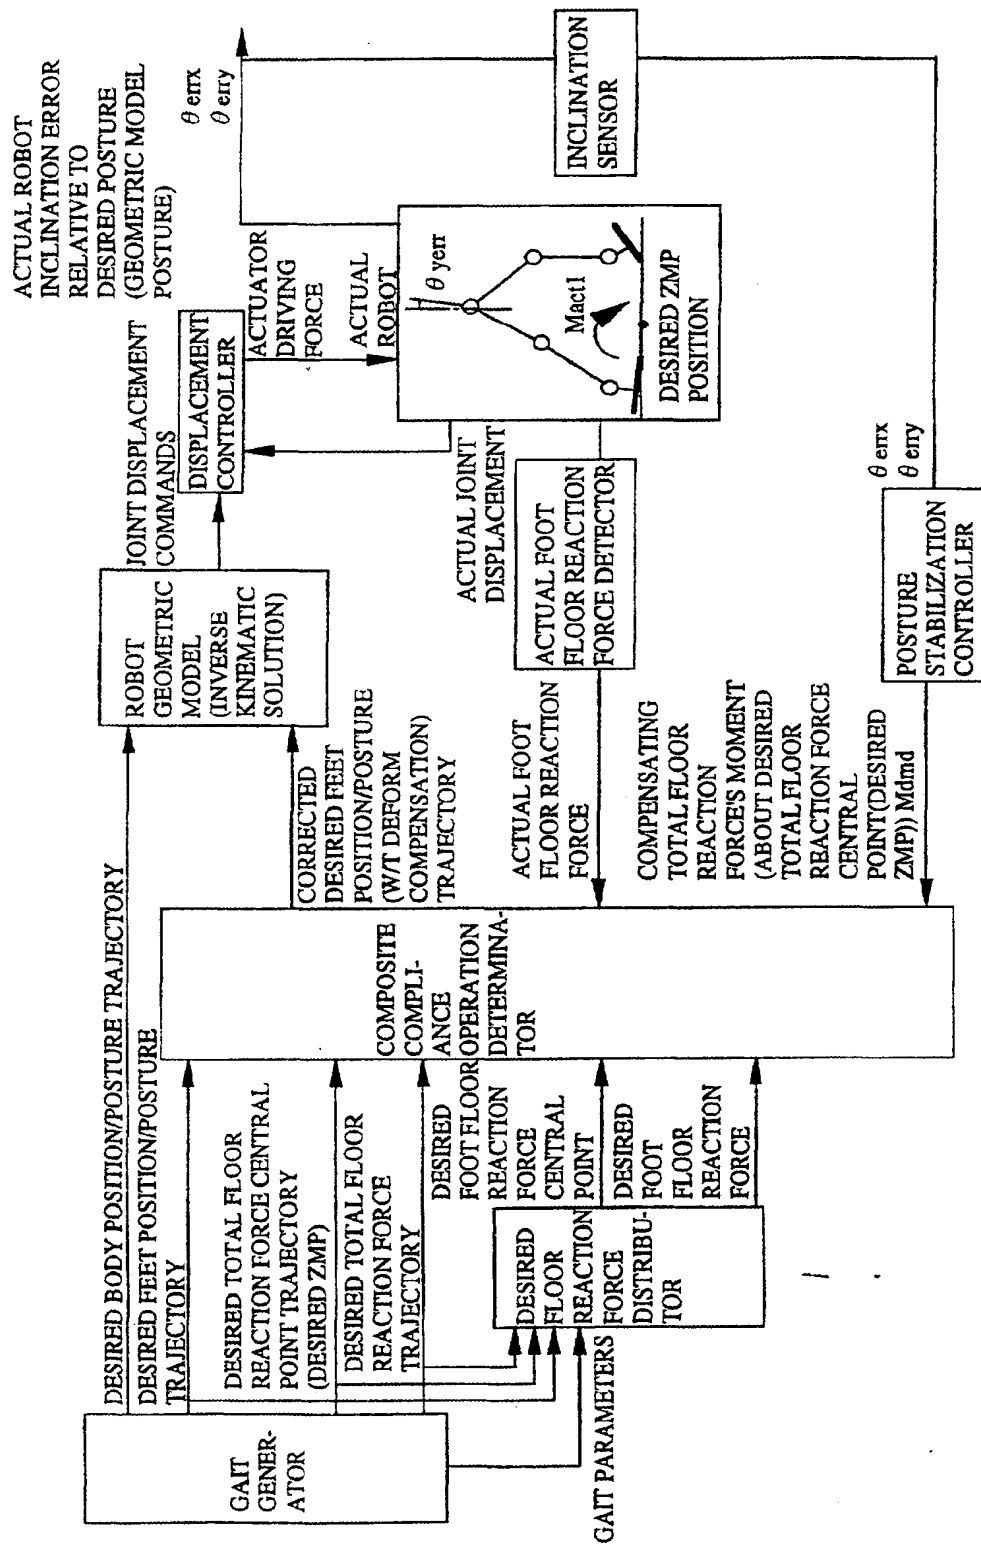 ACTUAL ROBOT
INCLINATION ERROR
RELATIVE TO
DESIRED POSTURE
(GEOMETRIC MODEL
POSTURE)
θ errx
θ erry
DESIRED BODY POSITION/POSTURE TRAJECTORY
DESIRED FEET POSITION/POSTURE
TRAJECTORY
DESIRED TOTAL FLOOR
REACTION FORCE CENTRAL
POINT TRAJECTORY
(DESIRED ZMP)
DESIRED TOTAL FLOOR
REACTION FORCE
TRAJECTORY
GAIT
GENER-
ATOR
GAIT PARAMETERS
DESIRED
FLOOR
REACTION
FORCE
DISTRIBU-
TOR
DESIRED
FOOT FLOOR
REACTION
FORCE
CENTRAL
POINT
DESIRED
FOOT
FLOOR
REACTION
FORCE
COMPOSITE
COMPLI-
ANCE
OPERATION
DETERMINA-
TOR
CORRECTED
DESIRED FEET
POSITION/POSTURE
(WT DEFORM
COMPENSATION)
TRAJECTORY
ROBOT
GEOMETRIC
MODEL
(INVERSE
KINEMATIC
SOLUTION)
JOINT DISPLACEMENT
COMMANDS
DISPLACEMENT
CONTROLLER
ACTUATOR
DRIVING
FORCE
ACTUAL
ROBOT
θ yerr
Mact1
DESIRED ZMP
POSITION
ACTUAL JOINT
DISPLACEMENT
ACTUAL FOOT
FLOOR REACTION
FORCE DETECTOR
ACTUAL FOOT
FLOOR REACTION
FORCE
INCLINATION
SENSOR
θ errx
θ erry
POSTURE
STABILIZATION
CONTROLLER
COMPENSATING
TOTAL FLOOR
REACTION
FORCE'S MOMENT
(ABOUT DESIRED
TOTAL FLOOR
REACTION FORCE
CENTRAL
POINT(DESIRED
ZMP)) Mdmd